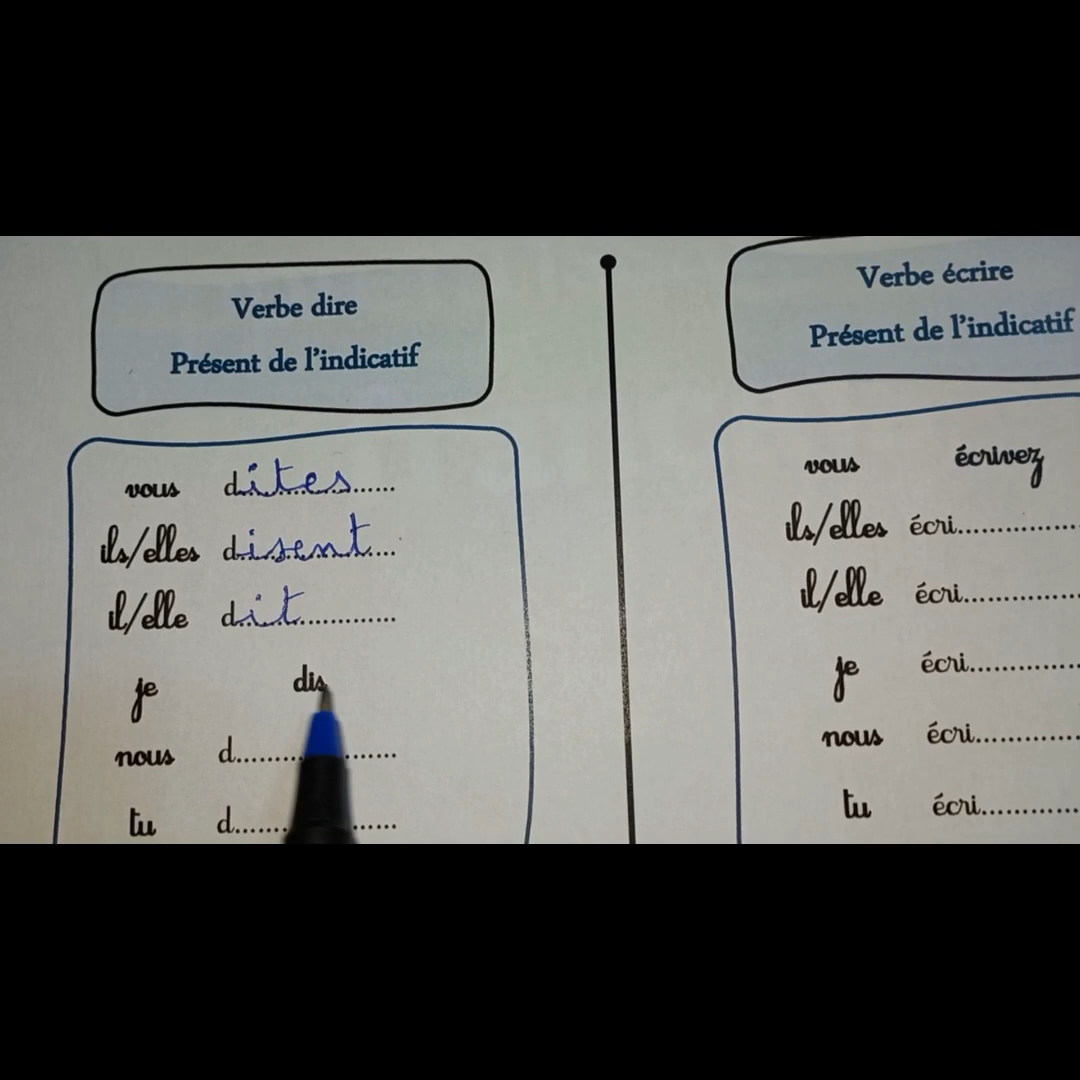 Verbe dire
Présent de l'indicatif
vous dites......
ils/elles disent....
il/elle dit.............
je dis
nous d.........  ......
tu d.......  ......
Verbe écrire
Présent de l'indicatif
vous écrivez
ils/elles écri...............
il/elle écri...............
je écri..............
nous écri.............
tu écri............